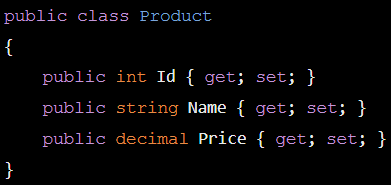 public class Product
{
    public int Id { get; set; }
    public string Name { get; set; }
    public decimal Price { get; set; }
}